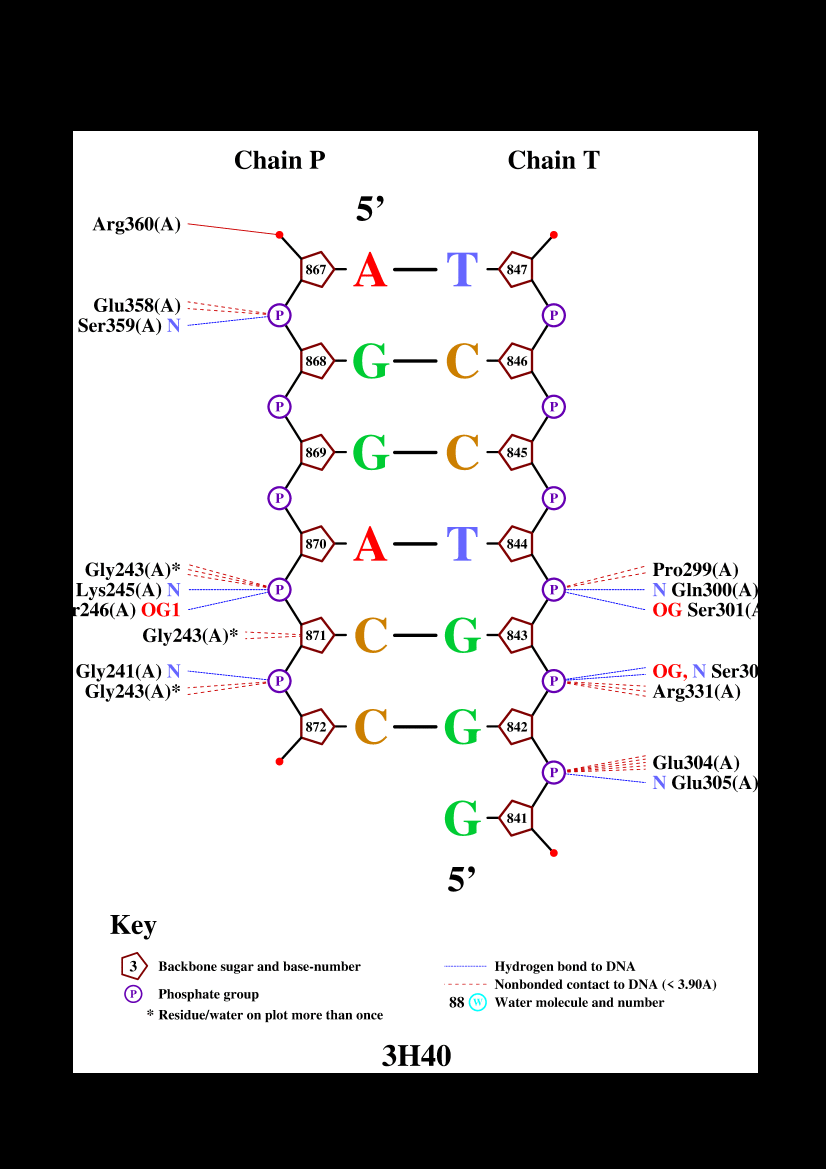 Chain P Chain T
5’
Arg360(A)
867 A T 847
Glu358(A)
P P
Ser359(A) N
868 G C 846
P P
869 G C 845
P P
870 A T 844
Gly243(A)* Pro299(A)
Lys245(A) N P P N Gln300(A)
r246(A) OG1 OG Ser301(A
Gly243(A)* 871 C G 843
Gly241(A) N P P OG, N Ser30
Gly243(A)* Arg331(A)
872 C G 842
Glu304(A)
P
N Glu305(A)
G 841
5’
Key
3 Backbone sugar and base-number
P Phosphate group
* Residue/water on plot more than once
Hydrogen bond to DNA
Nonbonded contact to DNA (< 3.90A)
88 W Water molecule and number
3H40